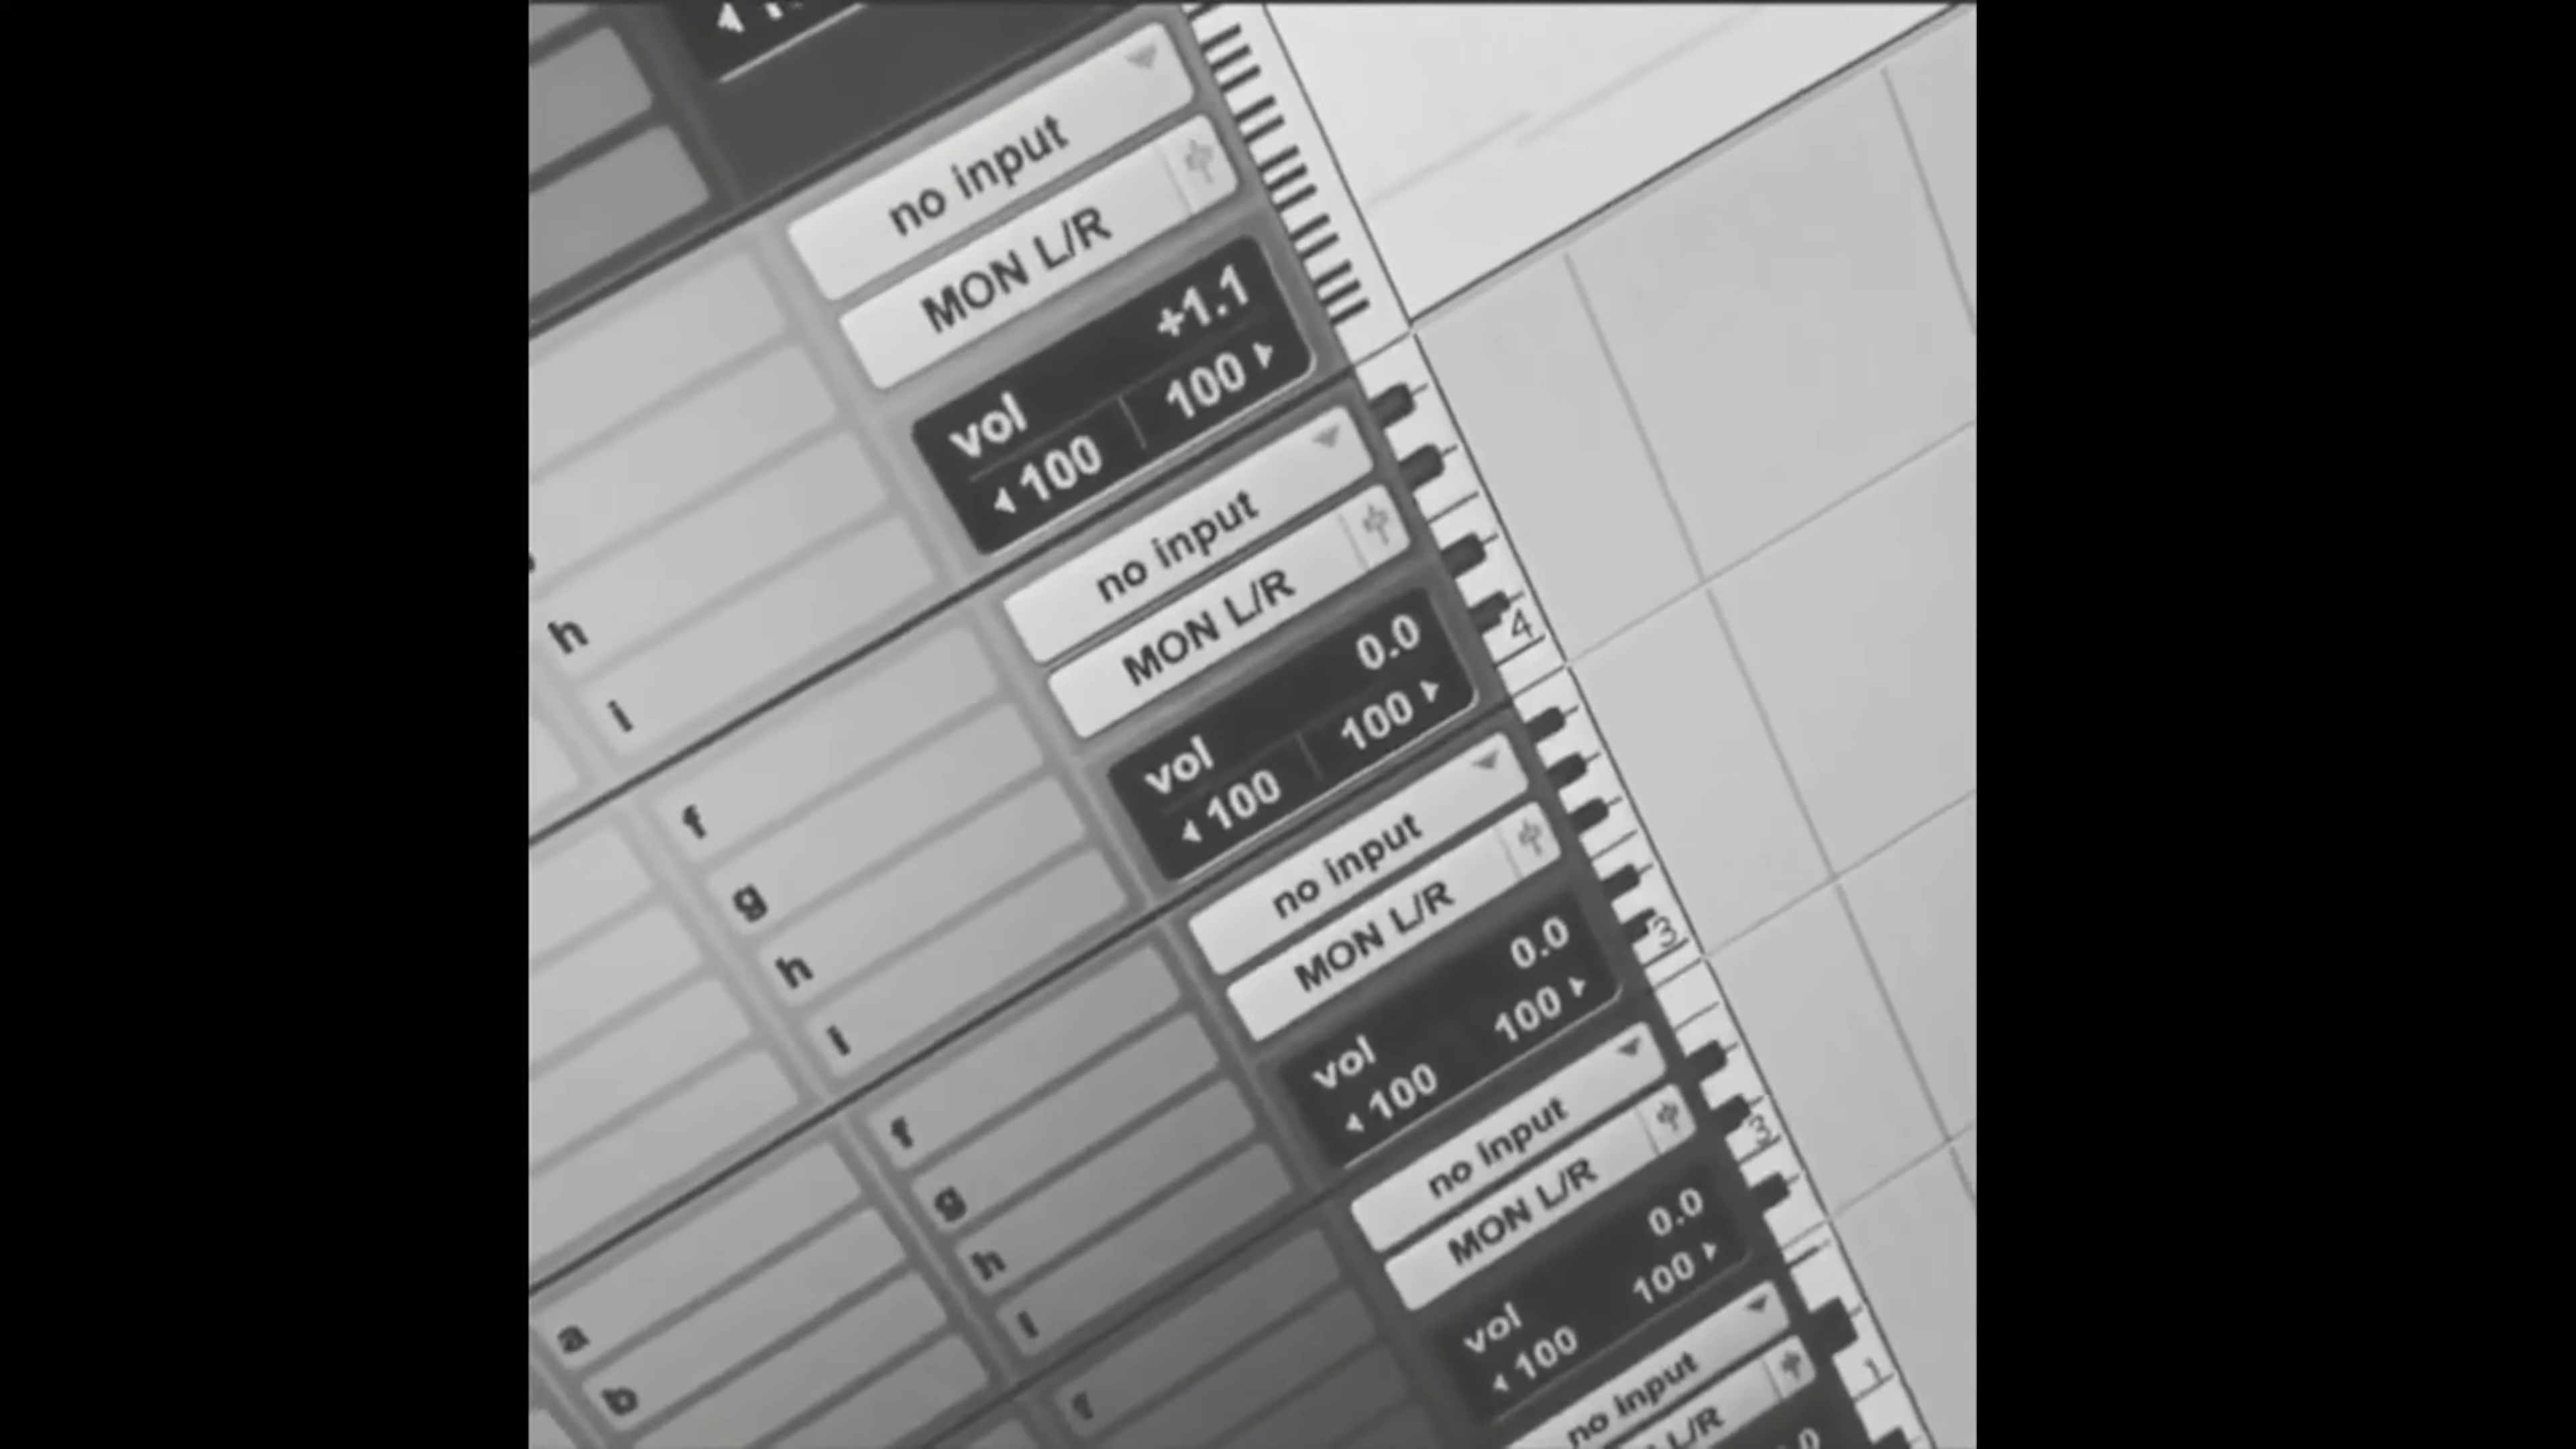 no input
MON L/R
+1.1
vol
100
100
h
i
no input
MON L/R
0.0
vol
100
100
f
g
h
i
4
no input
MON L/R
0.0
vol
100
100
f
g
h
i
3
no input
MON L/R
0.0
vol
100
100
a
b
f
3
no input
L/R
1